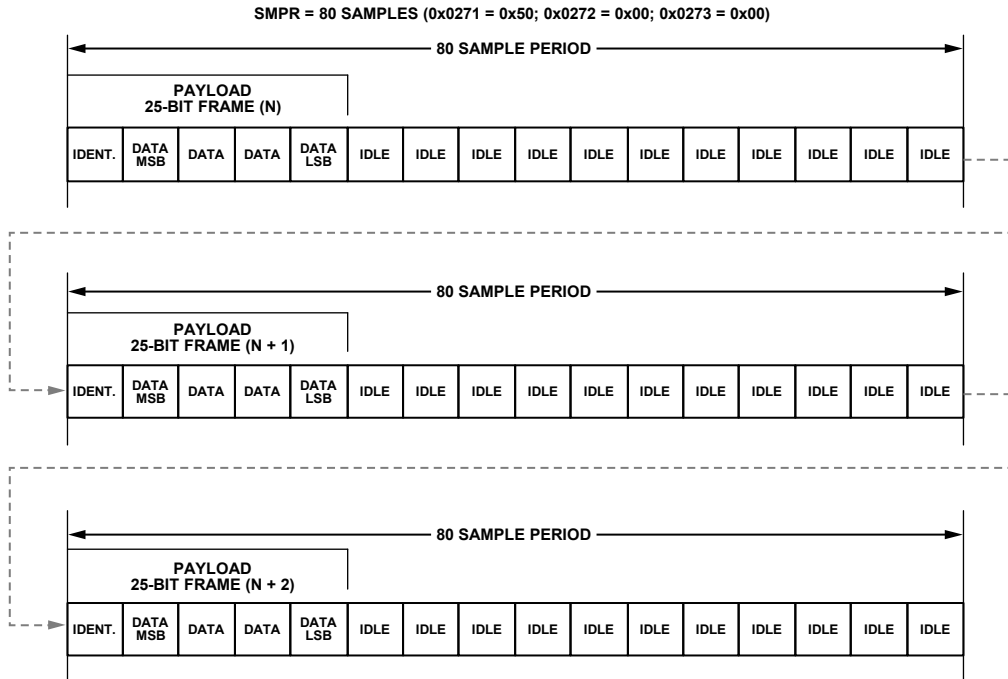 SMPR = 80 SAMPLES (0x0271 = 0x50; 0x0272 = 0x00; 0x0273 = 0x00)
80 SAMPLE PERIOD
PAYLOAD
25-BIT FRAME (N)
IDENT. DATA MSB DATA DATA DATA LSB IDLE IDLE IDLE IDLE IDLE IDLE IDLE IDLE IDLE IDLE IDLE
80 SAMPLE PERIOD
PAYLOAD
25-BIT FRAME (N + 1)
IDENT. DATA MSB DATA DATA DATA LSB IDLE IDLE IDLE IDLE IDLE IDLE IDLE IDLE IDLE IDLE IDLE
80 SAMPLE PERIOD
PAYLOAD
25-BIT FRAME (N + 2)
IDENT. DATA MSB DATA DATA DATA LSB IDLE IDLE IDLE IDLE IDLE IDLE IDLE IDLE IDLE IDLE IDLE